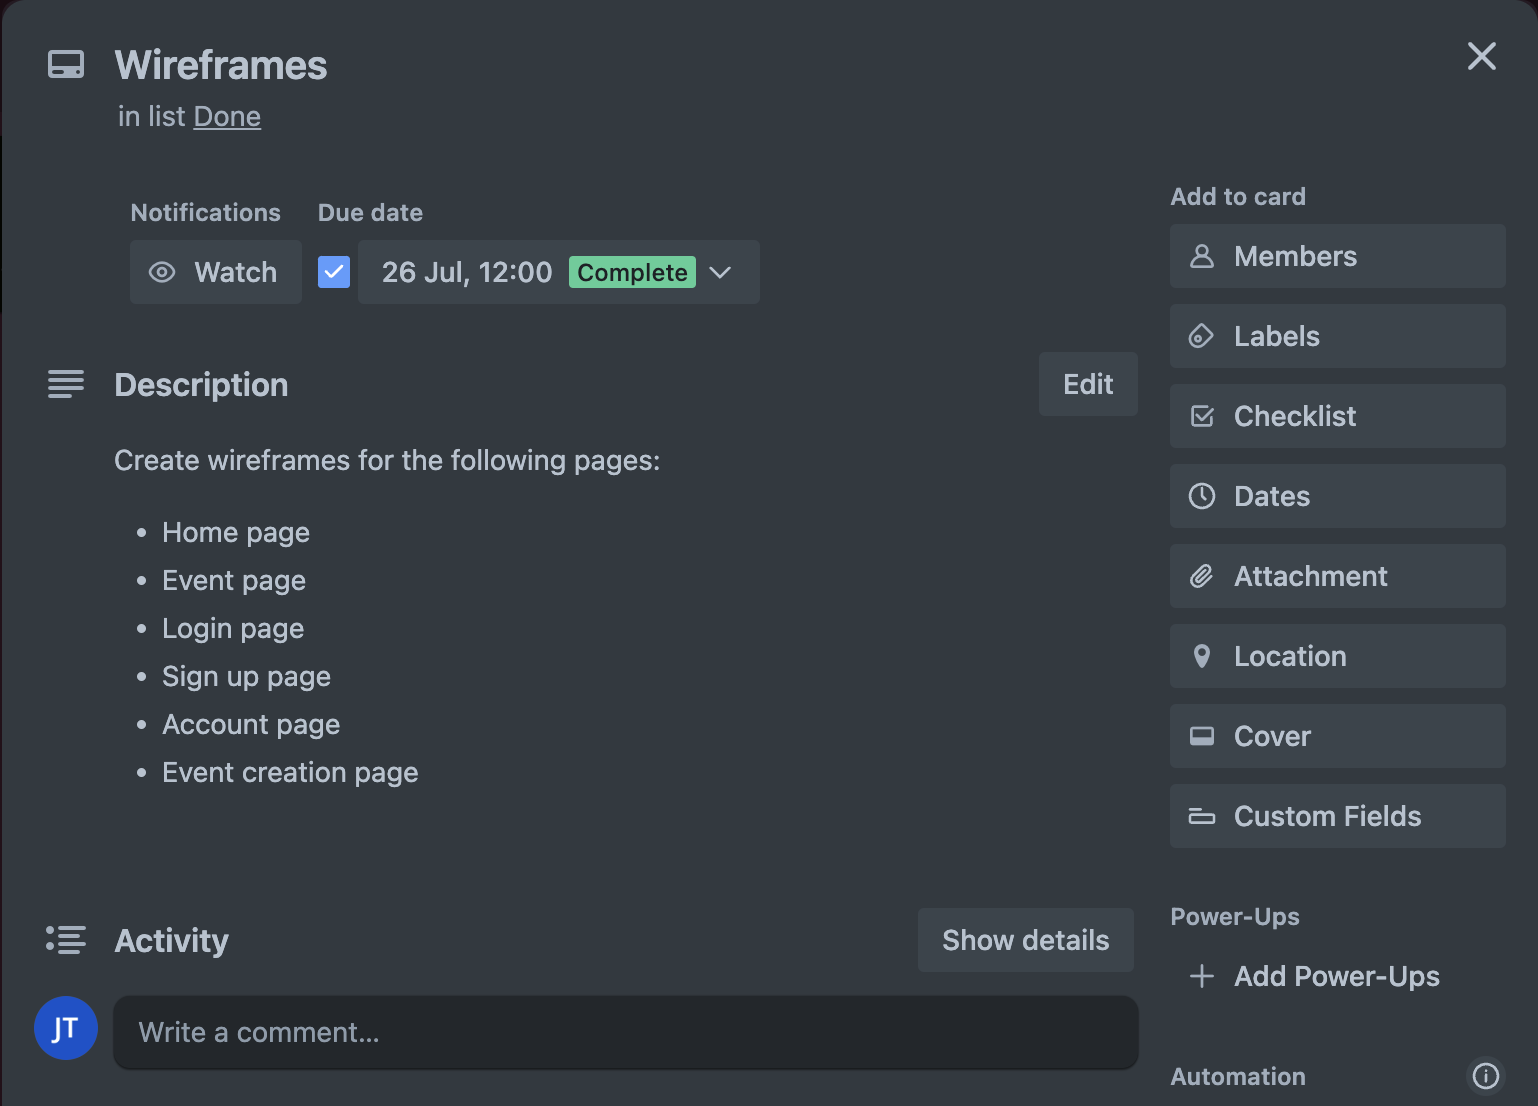 Wireframes
in list Done
Notifications
Due date
Watch
26 Jul, 12:00 Complete
Description
Edit
Create wireframes for the following pages:
• Home page
• Event page
• Login page
• Sign up page
• Account page
• Event creation page
Activity
Show details
JT
Write a comment...
Add to card
Members
Labels
Checklist
Dates
Attachment
Location
Cover
Custom Fields
Power-Ups
Add Power-Ups
Automation